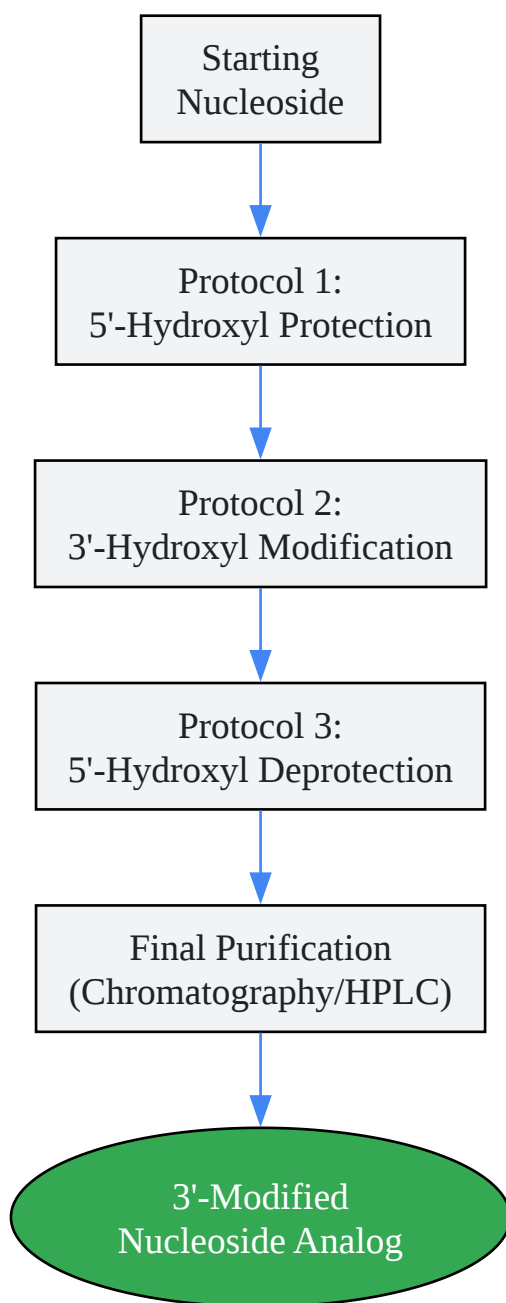 Starting
Nucleoside
Protocol 1:
5'-Hydroxyl Protection
Protocol 2:
3'-Hydroxyl Modification
Protocol 3:
5'-Hydroxyl Deprotection
Final Purification
(Chromatography/HPLC)
3'-Modified
Nucleoside Analog